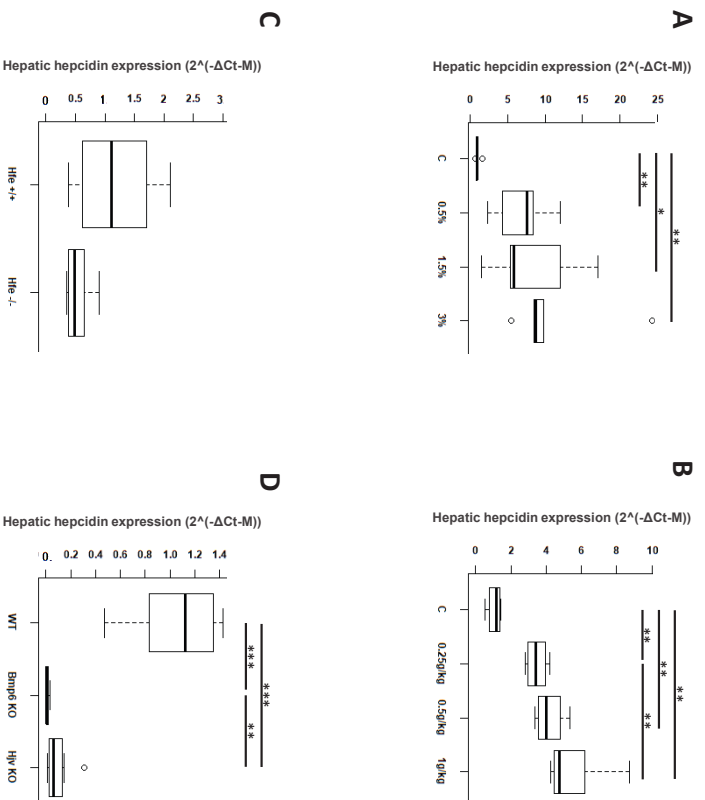 A
Hepatic hepcidin expression (2^(-ΔCt-M))
0 5 10 15 20 25
C 0.5% 1.5% 3%
**
*
**
B
Hepatic hepcidin expression (2^(-ΔCt-M))
0 2 4 6 8 10
C 0.25g/kg 0.5g/kg 1g/kg
** **
**
**
C
Hepatic hepcidin expression (2^(-ΔCt-M))
0 0.5 1 1.5 2 2.5 3
Hfe +/+ Hfe -/-
D
Hepatic hepcidin expression (2^(-ΔCt-M))
0. 0.2 0.4 0.6 0.8 1.0 1.2 1.4
WT Bmp6 KO Hjv KO
*** **
***